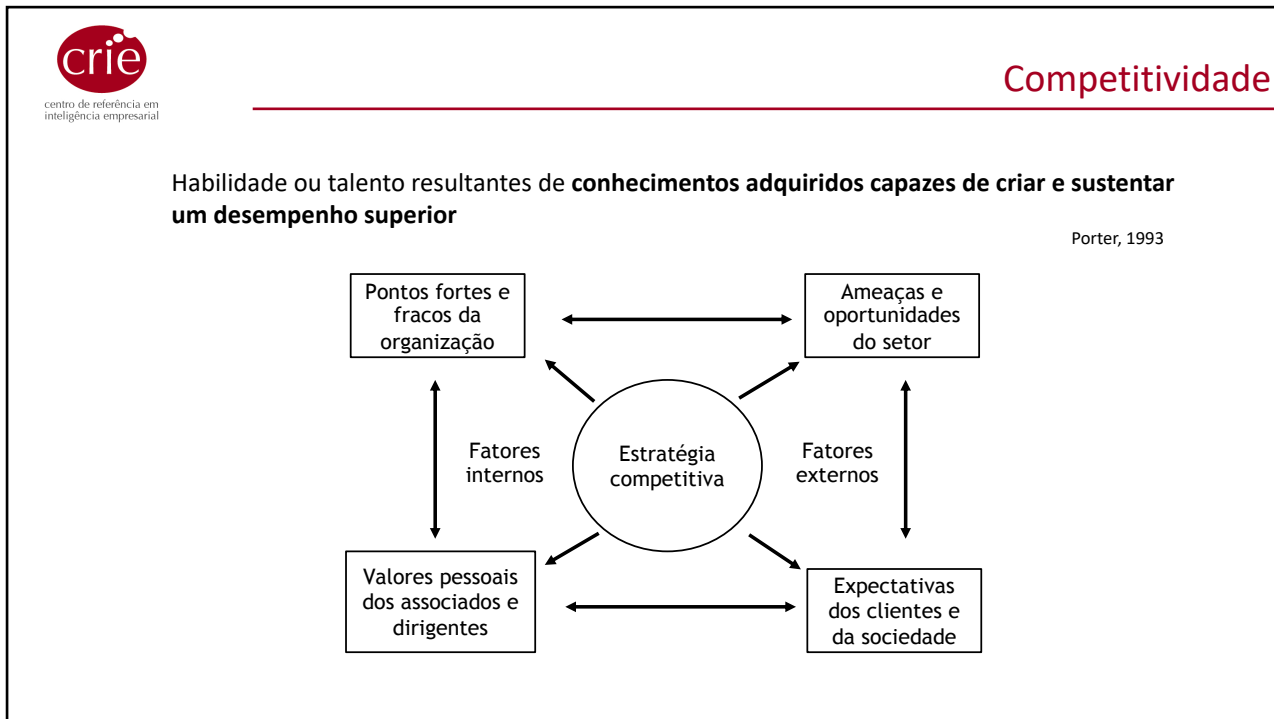 crie
centro de referência em
inteligência empresarial
Competitividade
Habilidade ou talento resultantes de conhecimentos adquiridos capazes de criar e sustentar
um desempenho superior
Porter, 1993
Pontos fortes e
fracos da
organização
Ameaças e
oportunidades
do setor
Fatores
internos
Estratégia
competitiva
Fatores
externos
Valores pessoais
dos associados e
dirigentes
Expectativas
dos clientes e
da sociedade